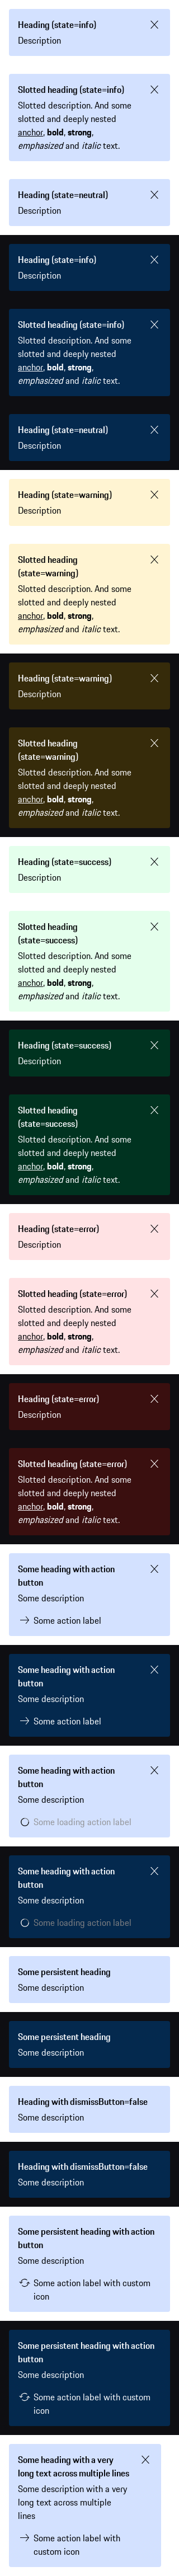 Heading (state=info)
Description
Slotted heading (state=info)
Slotted description. And some
slotted and deeply nested
anchor, bold, strong,
emphasized and italic text.
Heading (state=neutral)
Description
Heading (state=info)
Description
Slotted heading (state=info)
Slotted description. And some
slotted and deeply nested
anchor, bold, strong,
emphasized and italic text.
Heading (state=neutral)
Description
Heading (state=warning)
Description
Slotted heading
(state=warning)
Slotted description. And some
slotted and deeply nested
anchor, bold, strong,
emphasized and italic text.
Heading (state=warning)
Description
Slotted heading
(state=warning)
Slotted description. And some
slotted and deeply nested
anchor, bold, strong,
emphasized and italic text.
Heading (state=success)
Description
Slotted heading
(state=success)
Slotted description. And some
slotted and deeply nested
anchor, bold, strong,
emphasized and italic text.
Heading (state=success)
Description
Slotted heading
(state=success)
Slotted description. And some
slotted and deeply nested
anchor, bold, strong,
emphasized and italic text.
Heading (state=error)
Description
Slotted heading (state=error)
Slotted description. And some
slotted and deeply nested
anchor, bold, strong,
emphasized and italic text.
Heading (state=error)
Description
Slotted heading (state=error)
Slotted description. And some
slotted and deeply nested
anchor, bold, strong,
emphasized and italic text.
Some heading with action
button
Some description
Some action label
Some heading with action
button
Some description
Some action label
Some heading with action
button
Some description
Some loading action label
Some heading with action
button
Some description
Some loading action label
Some persistent heading
Some description
Some persistent heading
Some description
Heading with dismissButton=false
Some description
Heading with dismissButton=false
Some description
Some persistent heading with action
button
Some description
Some action label with custom
icon
Some persistent heading with action
button
Some description
Some action label with custom
icon
Some heading with a very
long text across multiple lines
Some description with a very
long text across multiple
lines
Some action label with
custom icon